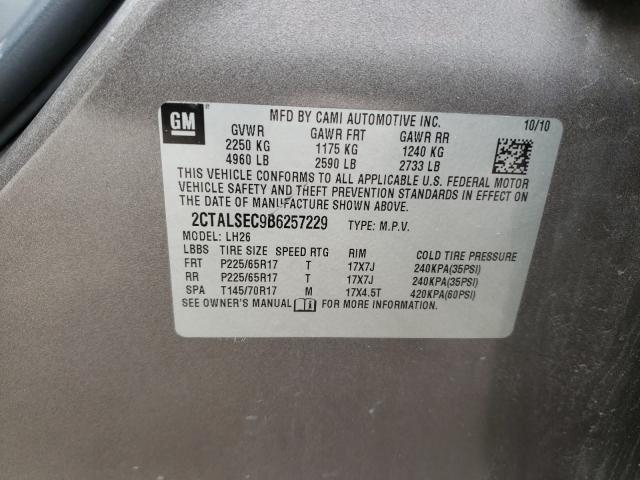 GM
MFD BY CAMI AUTOMOTIVE INC. 10/10
GVWR GAWR FRT GAWR RR
2250 KG 1175 KG 1240 KG
4960 LB 2590 LB 2733 LB
THIS VEHICLE CONFORMS TO ALL APPLICABLE U.S. FEDERAL MOTOR
VEHICLE SAFETY AND THEFT PREVENTION STANDARDS IN EFFECT ON
THE DATE OF MANUFACTURE SHOWN ABOVE.
2CTALSEC9B6257229 TYPE: M.P.V.
MODEL: LH26
LBBS TIRE SIZE SPEED RTG RIM COLD TIRE PRESSURE
FRT P225/65R17 T 17X7J 240KPA(35PSI)
RR P225/65R17 T 17X7J 240KPA(35PSI)
SPA T145/70R17 M 17X4.5T 420KPA(60PSI)
SEE OWNER'S MANUAL FOR MORE INFORMATION.